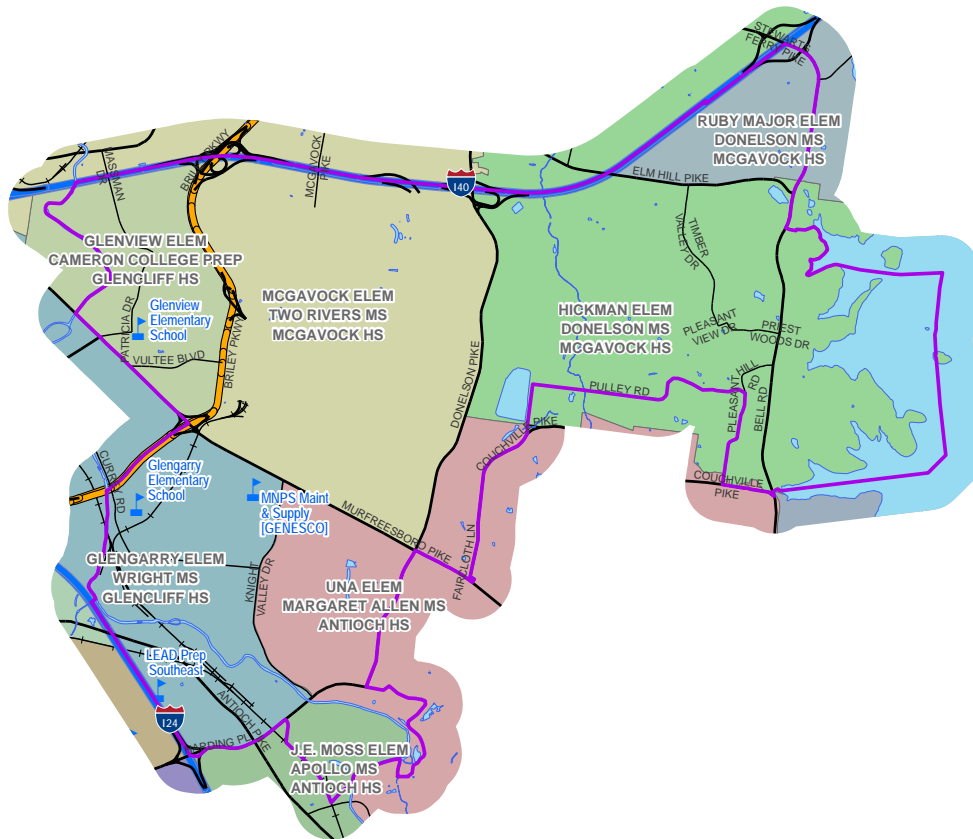 STEWARTS
FERRY PIKE
RUBY MAJOR ELEM
DONELSON MS
MCGAVOCK HS
MASSMAN
DR
BRILEY PKWY
MCGAVOCK
PIKE
I40
ELM HILL PIKE
GLENVIEW ELEM
CAMERON COLLEGE PREP
GLENCLIFF HS
TIMBER
VALLEY DR
MCGAVOCK ELEM
TWO RIVERS MS
MCGAVOCK HS
HICKMAN ELEM
DONELSON MS
MCGAVOCK HS
Glenview
Elementary
School
PATRICIA DR
VULTEE BLVD
BRILEY PKWY
DONELSON PIKE
PLEASANT
VIEW DR
PRIEST
WOODS DR
PULLEY RD
PLEASANT
HILL
RD
BELL RD
COUCHVILLE PIKE
COUCHVILLE
PIKE
CURREY RD
Glengarry
Elementary
School
MNPS Maint
& Supply
[GENESCO]
MURFREESBORO PIKE
FAIRCLOTH LN
GLENGARRY ELEM
WRIGHT MS
GLENCLIFF HS
KNIGHT
VALLEY DR
UNA ELEM
MARGARET ALLEN MS
ANTIOCH HS
LEAD Prep
Southeast
I24
ANTIOCH PIKE
HARDING PL
J.E. MOSS ELEM
APOLLO MS
ANTIOCH HS